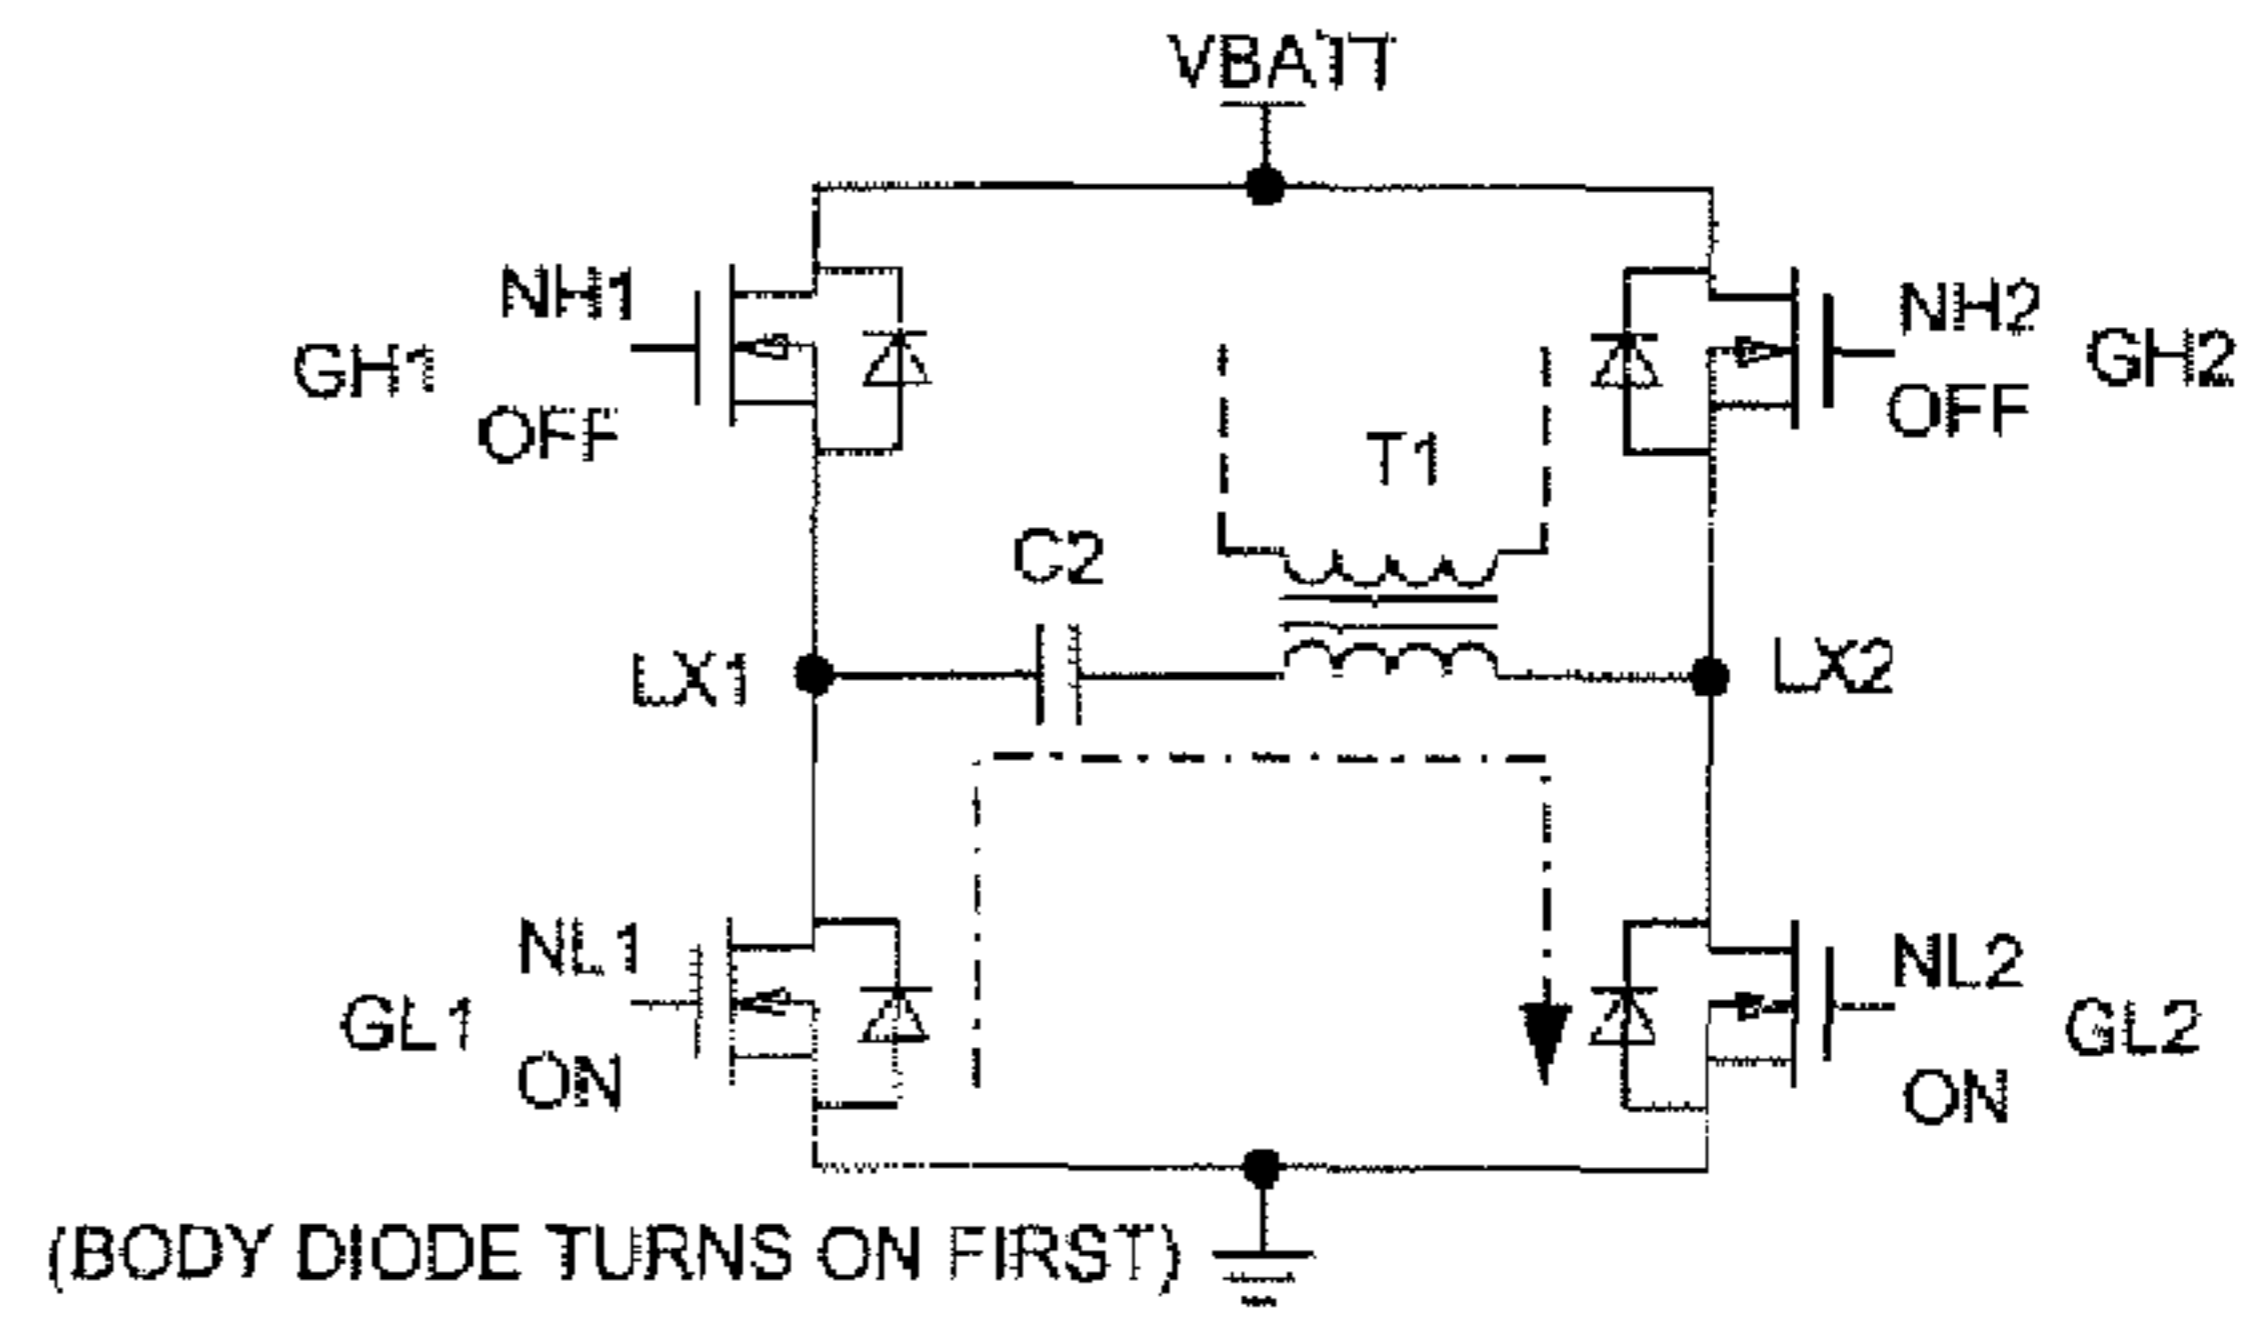 VBATT
NH1
GH1
OFF
NH2
GH2
OFF
T1
C2
LX1
LX2
NL1
GL1
ON
NL2
GL2
ON
(BODY DIODE TURNS ON FIRST)